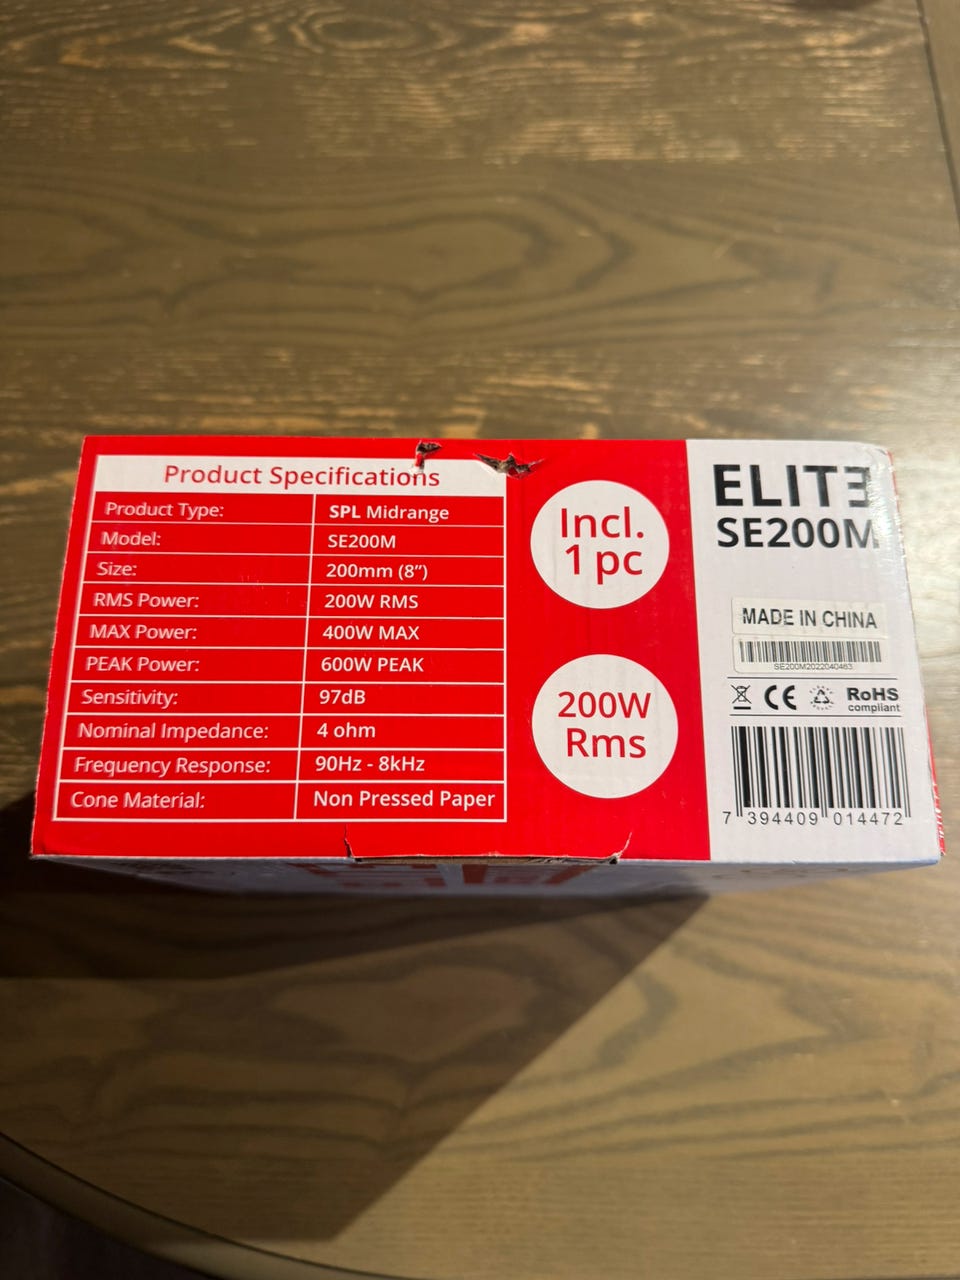 Product Specifications
Product Type: SPL Midrange
Model: SE200M
Size: 200mm (8”)
RMS Power: 200W RMS
MAX Power: 400W MAX
PEAK Power: 600W PEAK
Sensitivity: 97dB
Nominal Impedance: 4 ohm
Frequency Response: 90Hz - 8kHz
Cone Material: Non Pressed Paper
Incl.
1 pc
200W
Rms
ELITE
SE200M
MADE IN CHINA
SE200M2022040463
CE
RoHS
compliant
7 394409 014472